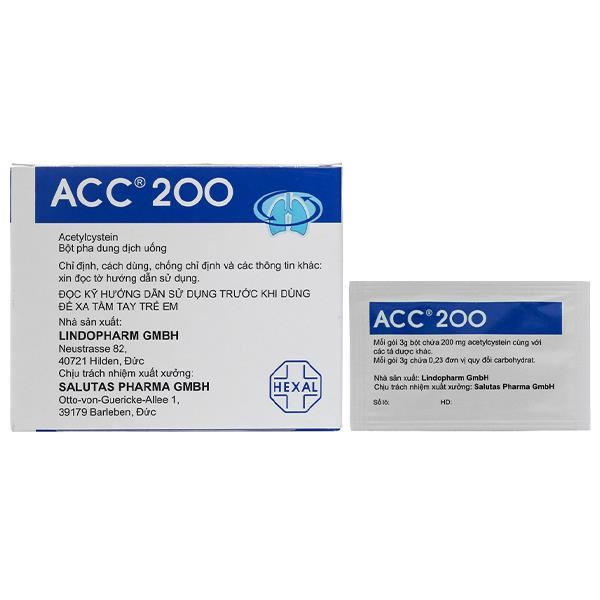 ACC® 200
Acetylcystein
Bột pha dung dịch uống
Chỉ định, cách dùng, chống chỉ định và các thông tin khác:
xin đọc tờ hướng dẫn sử dụng.
ĐỌC KỸ HƯỚNG DẪN SỬ DỤNG TRƯỚC KHI DÙNG
ĐỂ XA TẦM TAY TRẺ EM
Nhà sản xuất:
LINDOPHARM GMBH
Neustrasse 82,
40721 Hilden, Đức
Chịu trách nhiệm xuất xưởng:
SALUTAS PHARMA GMBH
Otto-von-Guericke-Allee 1,
39179 Barleben, Đức
HEXAL
ACC® 200
Mỗi gói 3g bột chứa 200 mg acetylcystein cùng với
các tá dược khác.
Mỗi gói 3g chứa 0,23 đơn vị quy đổi carbohydrat.
Nhà sản xuất: Lindopharm GmbH
Chịu trách nhiệm xuất xưởng: Salutas Pharma GmbH
Số lô: HD: